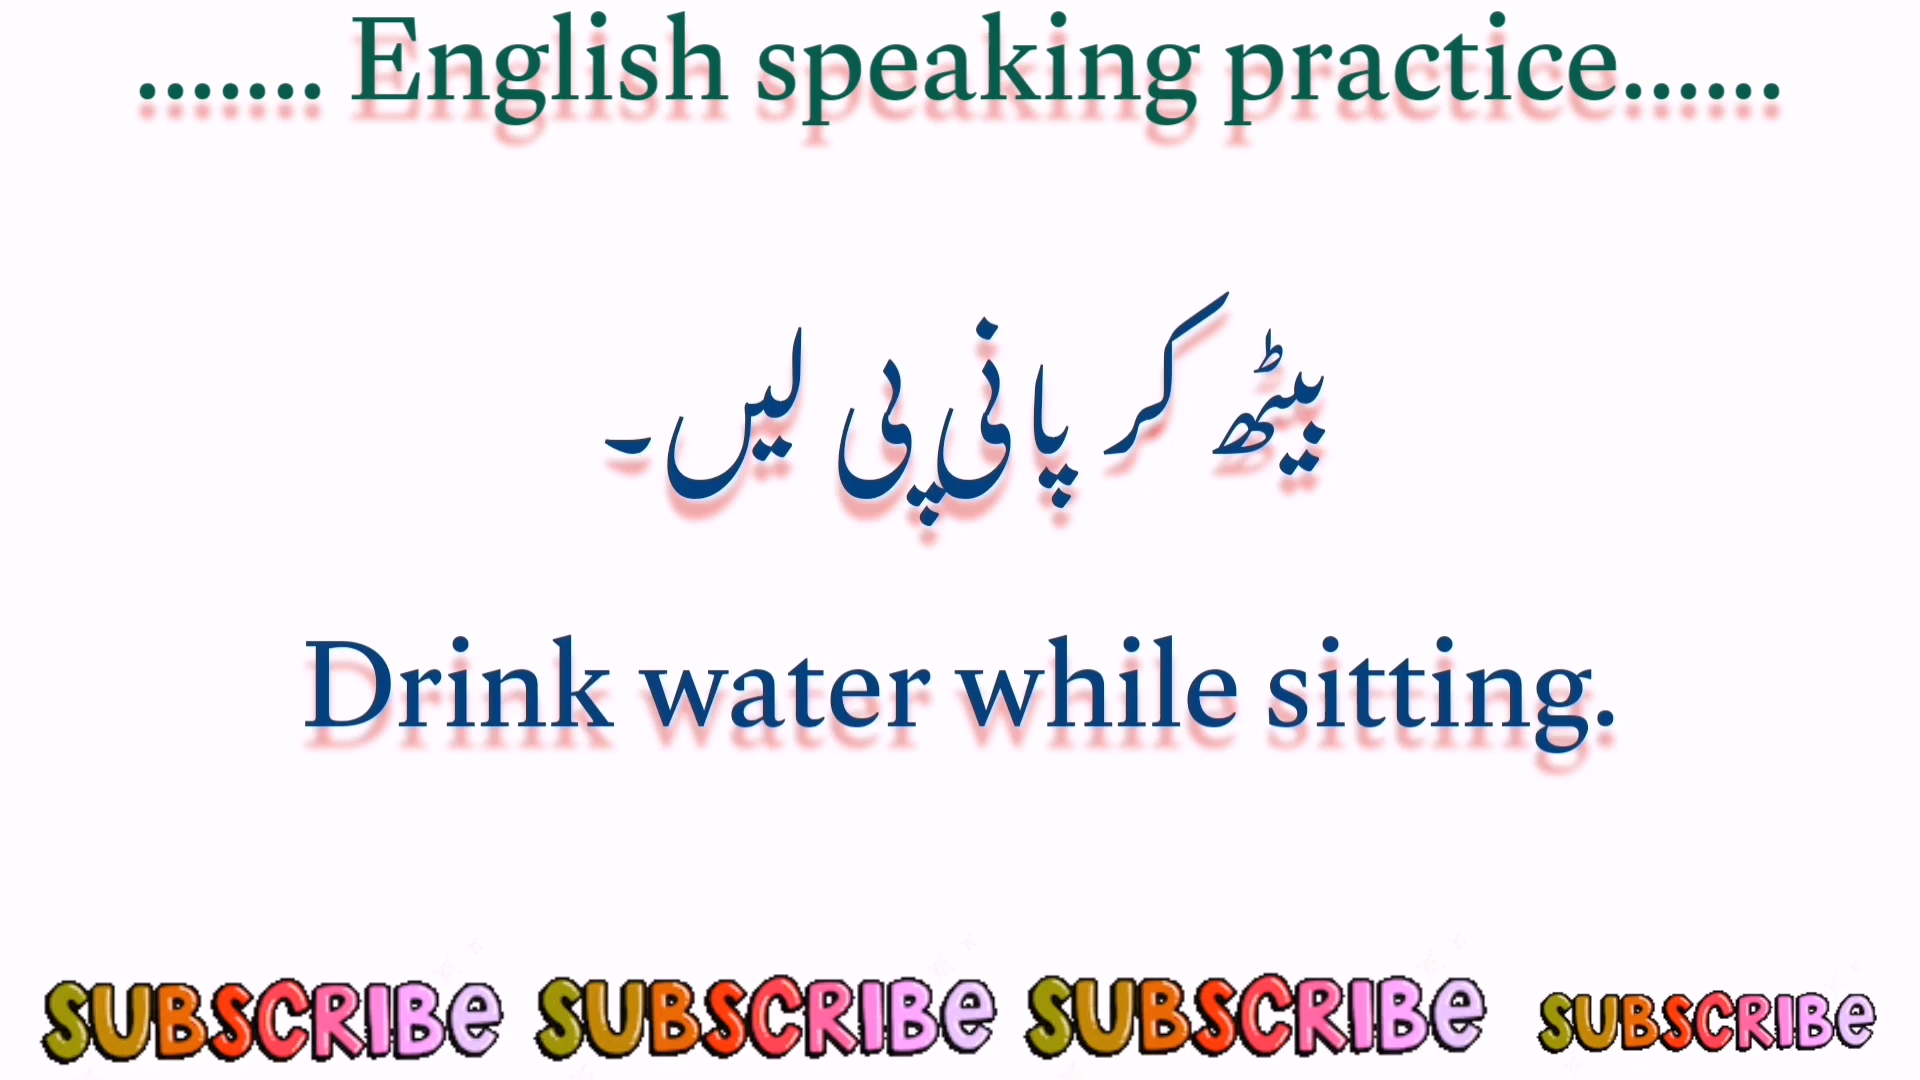 ....... English speaking practice......
بیٹھ کر پانی پی لیں۔
Drink water while sitting.
SUBSCRIBe SUBSCRIBe SUBSCRIBe SUBSCRIBe